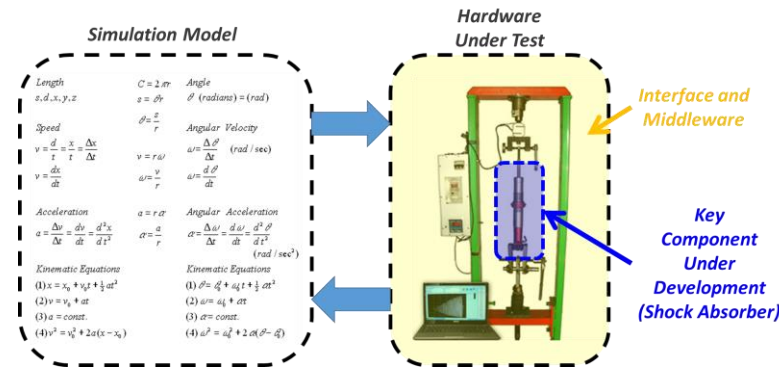 Simulation Model
Hardware
Under Test
Length
s, d, x, y, z
C = 2πr
s = θr
θ = s/r
Angle
θ (radians) = (rad)
Speed
v = d/t = x/t = Δx/Δt
v = dx/dt
v = rω
ω = v/r
Angular Velocity
ω = Δθ/Δt (rad / sec)
ω = dθ/dt
Acceleration
a = Δv/Δt = dv/dt = d²x/dt²
a = rα
α = a/r
Angular Acceleration
α = Δω/Δt = dω/dt = d²θ/dt²
(rad / sec²)
Kinematic Equations
(1) x = x₀ + v₀t + ½ at²
(2) v = v₀ + at
(3) a = const.
(4) v² = v₀² + 2a(x − x₀)
Kinematic Equations
(1) θ = θ₀ + ω₀t + ½ αt²
(2) ω = ω₀ + αt
(3) α = const.
(4) ω² = ω₀² + 2α(θ − θ₀)
Interface and
Middleware
Key
Component
Under
Development
(Shock Absorber)